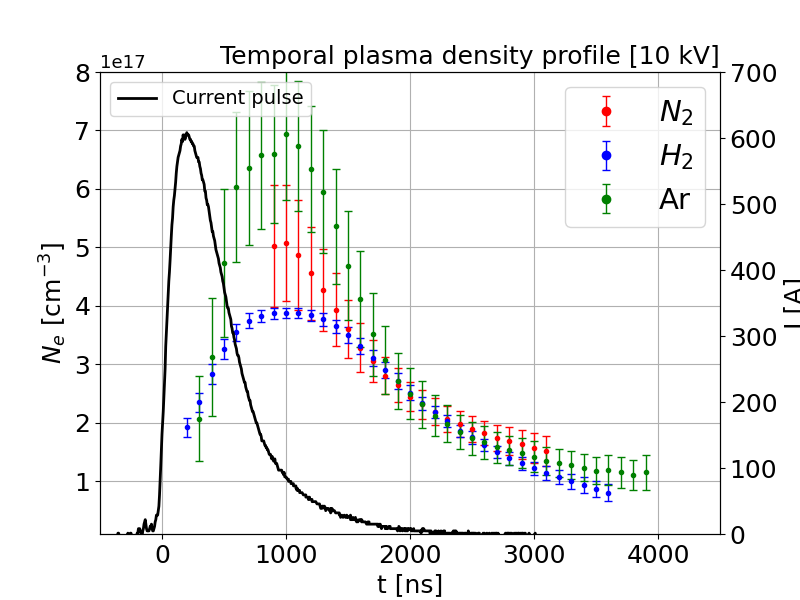 Temporal plasma density profile [10 kV]
1e17
Current pulse
N₂
H₂
Ar
8
7
6
5
4
3
2
1
Nₑ [cm⁻³]
700
600
500
400
300
200
100
0
I [A]
0 1000 2000 3000 4000
t [ns]